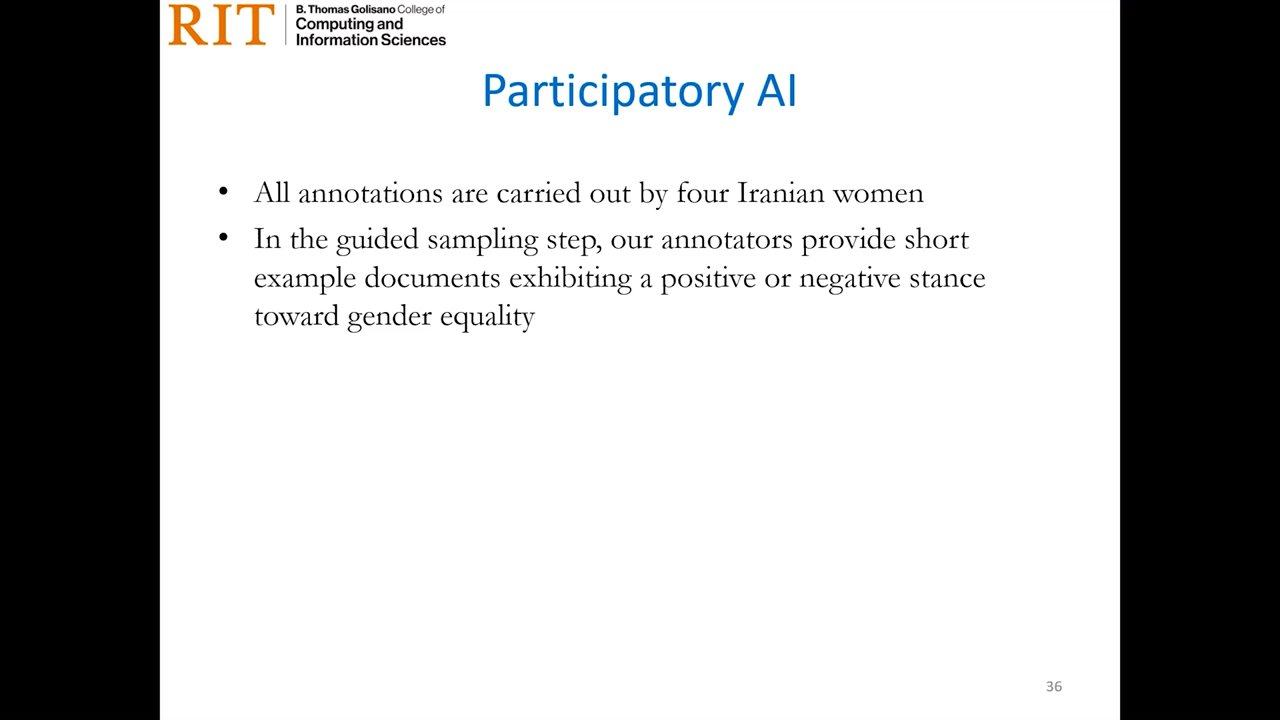 RIT
B. Thomas Golisano College of
Computing and
Information Sciences
Participatory AI
• All annotations are carried out by four Iranian women
• In the guided sampling step, our annotators provide short
example documents exhibiting a positive or negative stance
toward gender equality
36